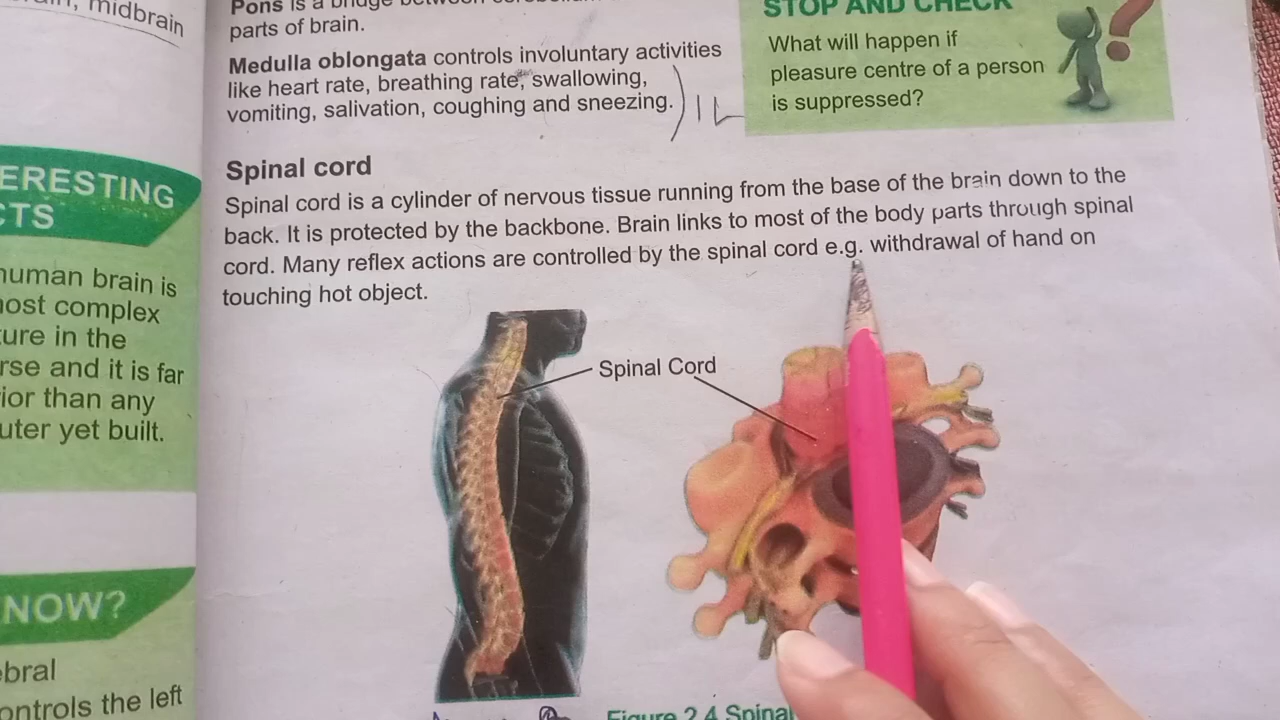 midbrain
ERESTING
CTS
human brain is
most complex
ture in the
rse and it is far
rior than any
uter yet built.
NOW?
ebral
ontrols the left
Pons is a bridge between
parts of brain.
Medulla oblongata controls involuntary activities
like heart rate, breathing rate, swallowing,
vomiting, salivation, coughing and sneezing.
STOP AND CHECK
What will happen if
pleasure centre of a person
is suppressed?
Spinal cord
Spinal cord is a cylinder of nervous tissue running from the base of the brain down to the
back. It is protected by the backbone. Brain links to most of the body parts through spinal
cord. Many reflex actions are controlled by the spinal cord e.g. withdrawal of hand on
touching hot object.
Spinal Cord
Figure 2.4 Spinal